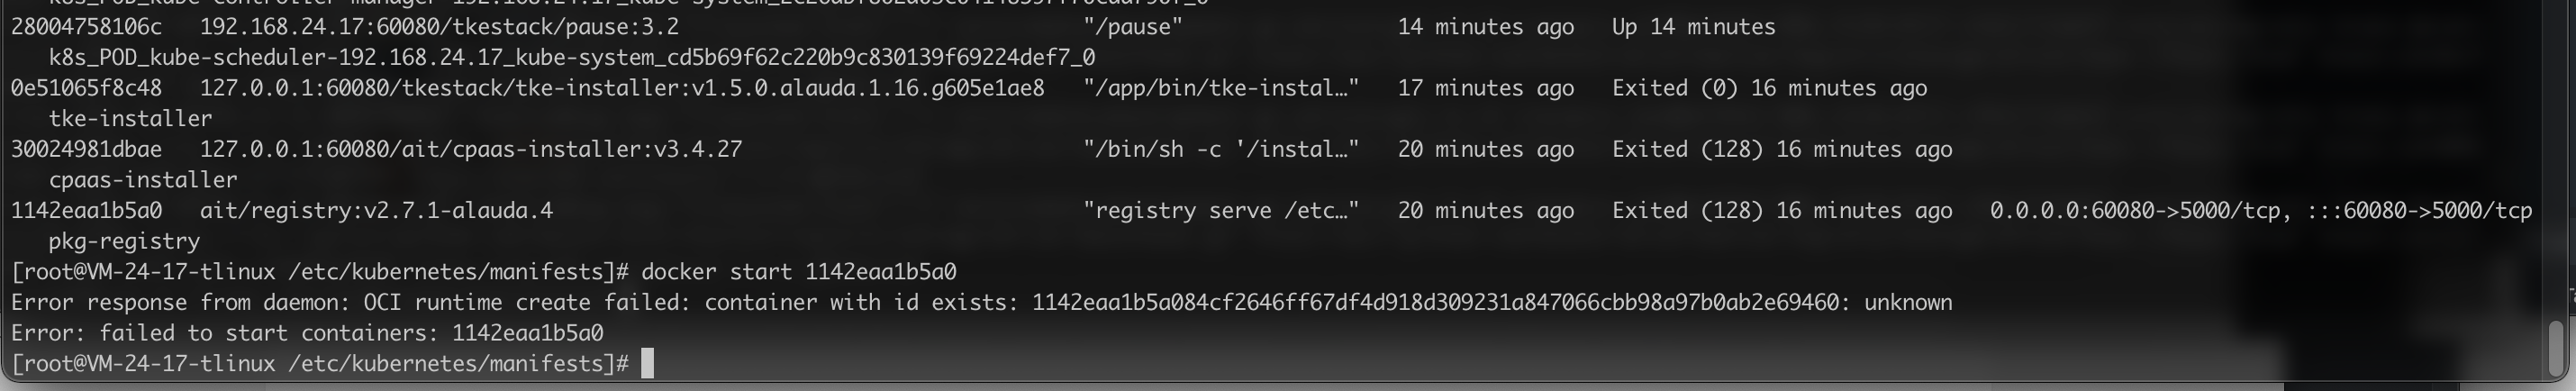 28004758106c   192.168.24.17:60080/tkestack/pause:3.2                                "/pause"                 14 minutes ago   Up 14 minutes
   k8s_POD_kube-scheduler-192.168.24.17_kube-system_cd5b69f62c220b9c830139f69224def7_0
0e51065f8c48   127.0.0.1:60080/tkestack/tke-installer:v1.5.0.alauda.1.16.g605e1ae8   "/app/bin/tke-instal…"   17 minutes ago   Exited (0) 16 minutes ago
   tke-installer
30024981dbae   127.0.0.1:60080/ait/cpaas-installer:v3.4.27                           "/bin/sh -c '/instal…"   20 minutes ago   Exited (128) 16 minutes ago
   cpaas-installer
1142eaa1b5a0   ait/registry:v2.7.1-alauda.4                                          "registry serve /etc…"   20 minutes ago   Exited (128) 16 minutes ago   0.0.0.0:60080->5000/tcp, :::60080->5000/tcp
   pkg-registry
[root@VM-24-17-tlinux /etc/kubernetes/manifests]# docker start 1142eaa1b5a0
Error response from daemon: OCI runtime create failed: container with id exists: 1142eaa1b5a084cf2646ff67df4d918d309231a847066cbb98a97b0ab2e69460: unknown
Error: failed to start containers: 1142eaa1b5a0
[root@VM-24-17-tlinux /etc/kubernetes/manifests]#